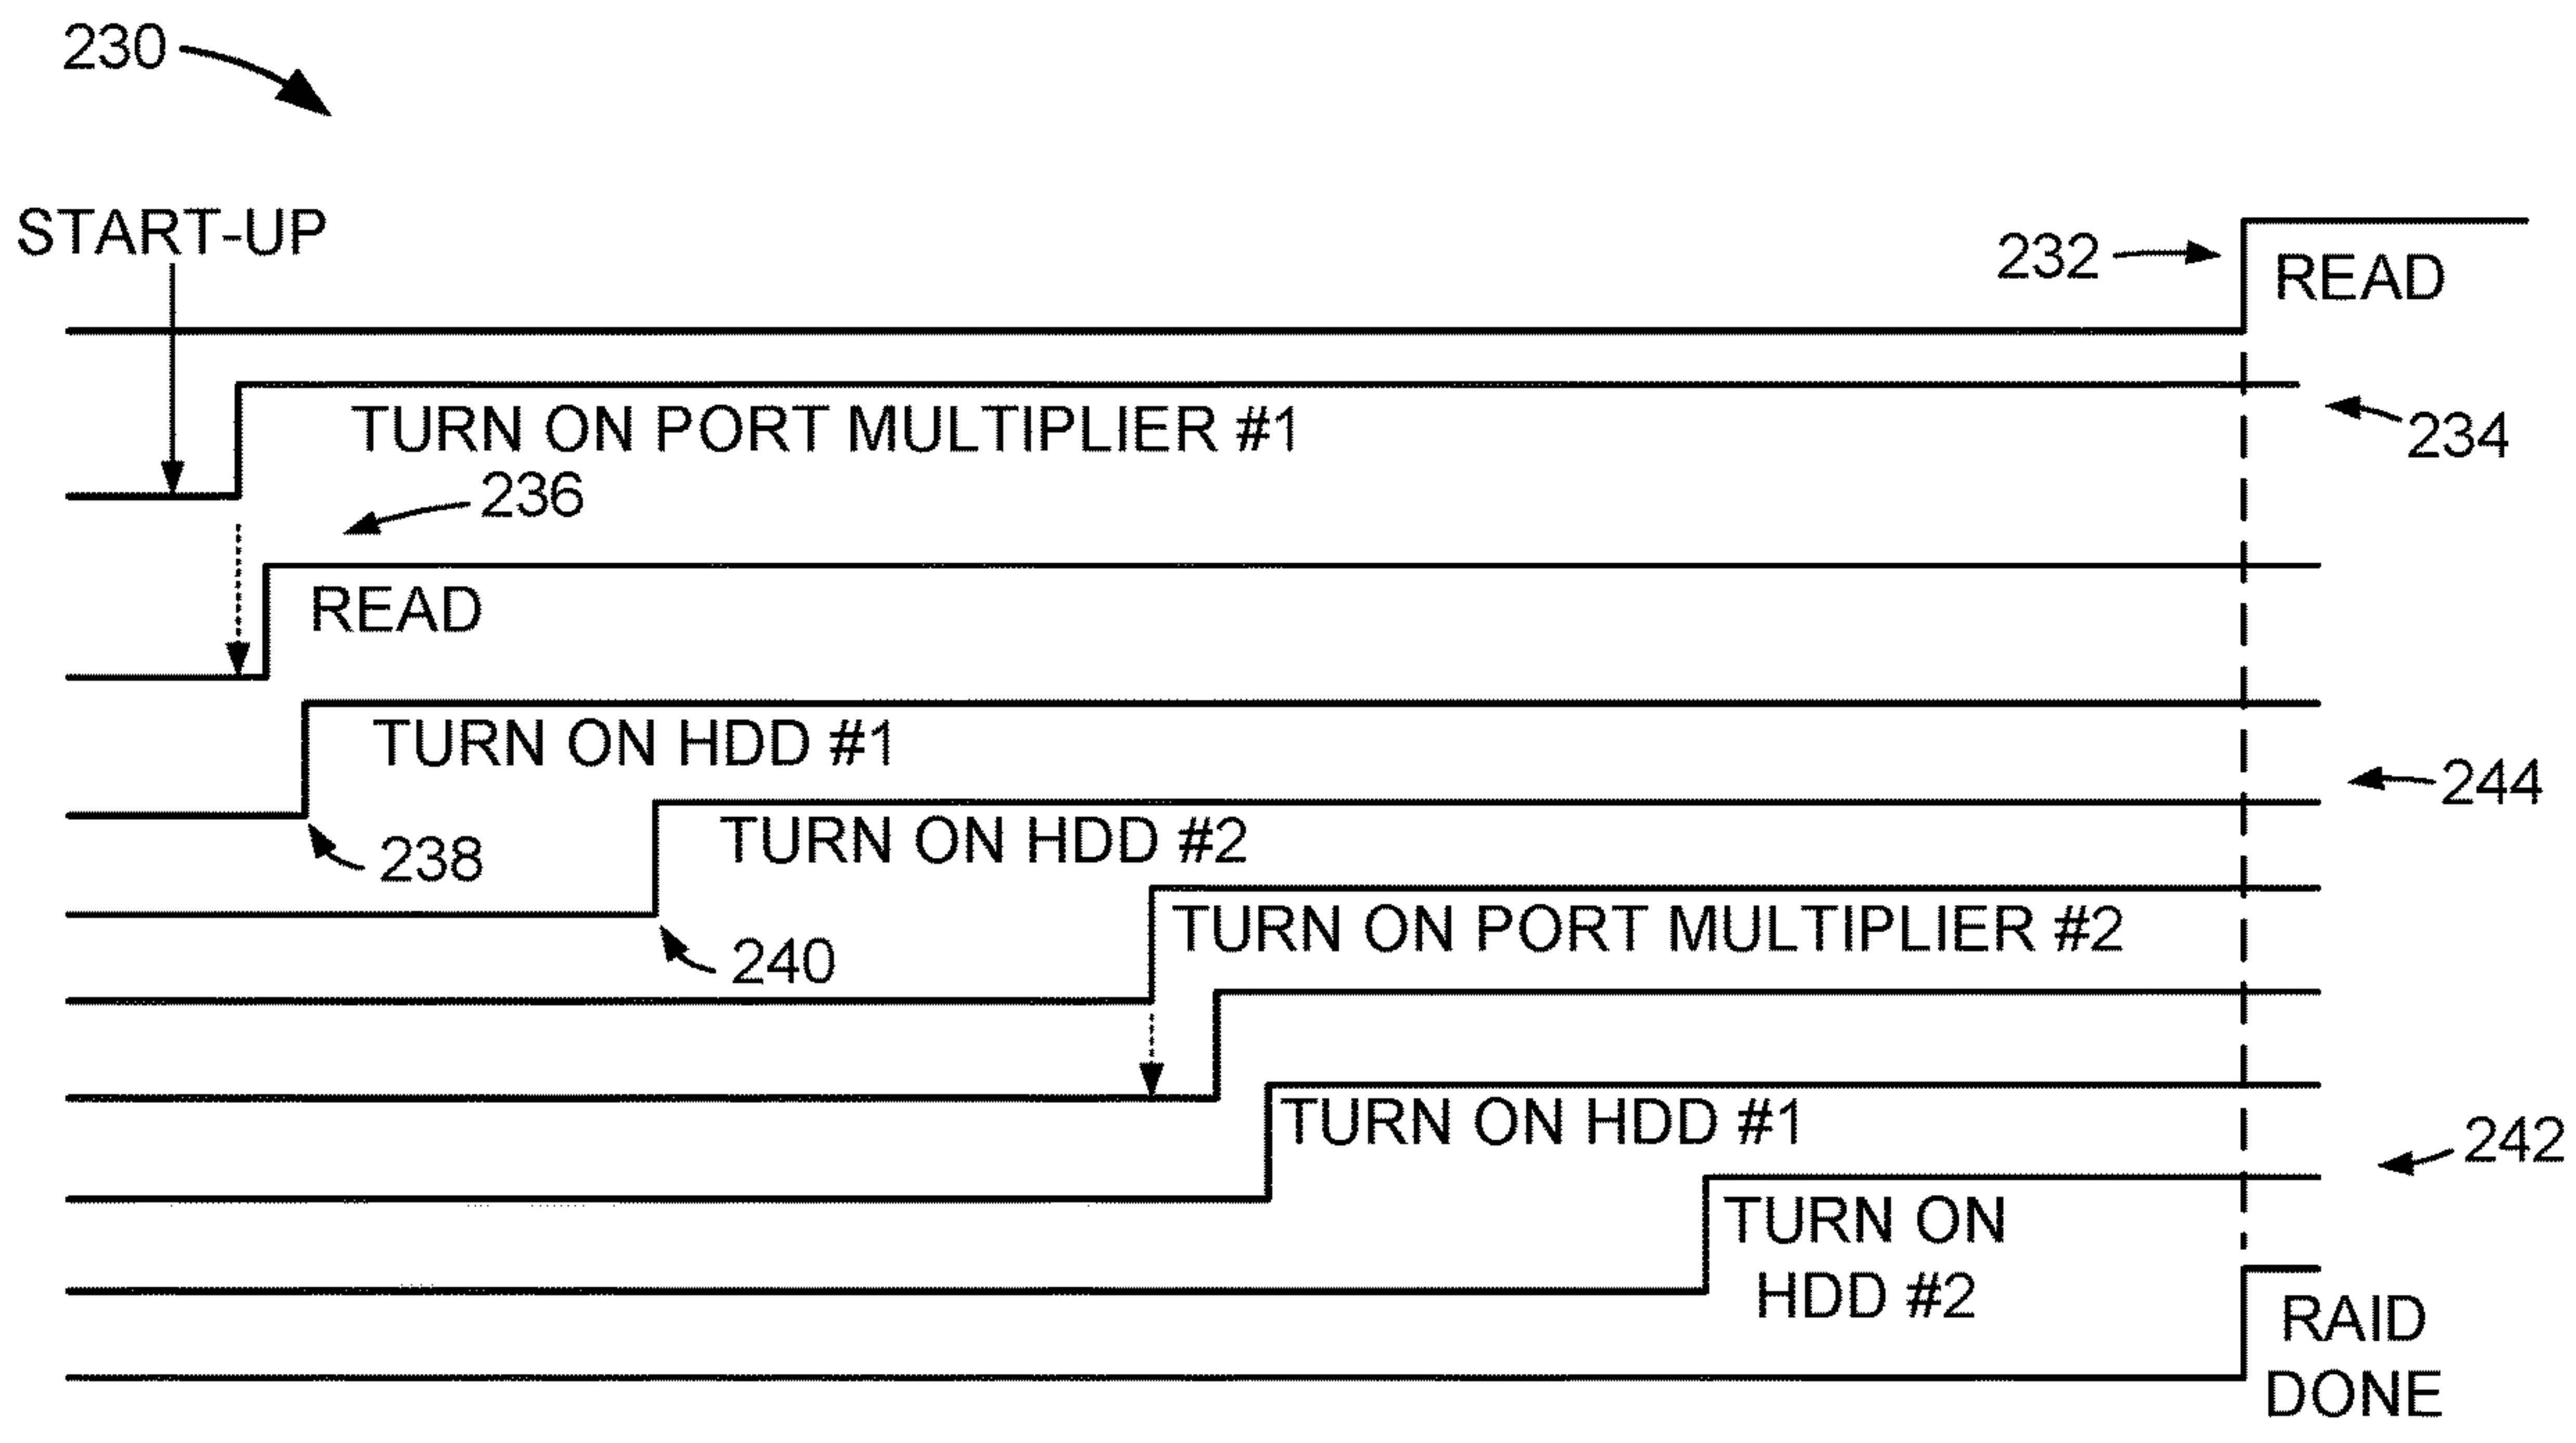 230
START-UP
232
READ
TURN ON PORT MULTIPLIER #1
234
236
READ
TURN ON HDD #1
244
238
TURN ON HDD #2
TURN ON PORT MULTIPLIER #2
240
TURN ON HDD #1
242
TURN ON
HDD #2
RAID
DONE